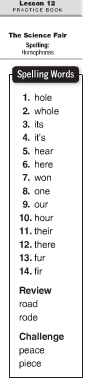 Lesson 12
PRACTICE BOOK
The Science Fair
Spelling:
Homophones
Spelling Words
1. hole
2. whole
3. its
4. it's
5. hear
6. here
7. won
8. one
9. our
10. hour
11. their
12. there
13. fur
14. fir
Review
road
rode
Challenge
peace
piece